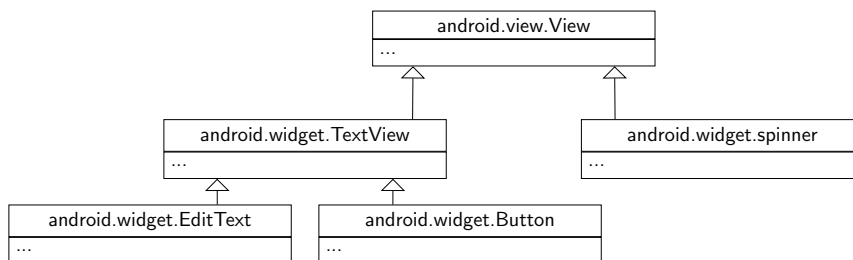 android.view.View
...
android.widget.TextView
...
android.widget.spinner
...
android.widget.EditText
...
android.widget.Button
...